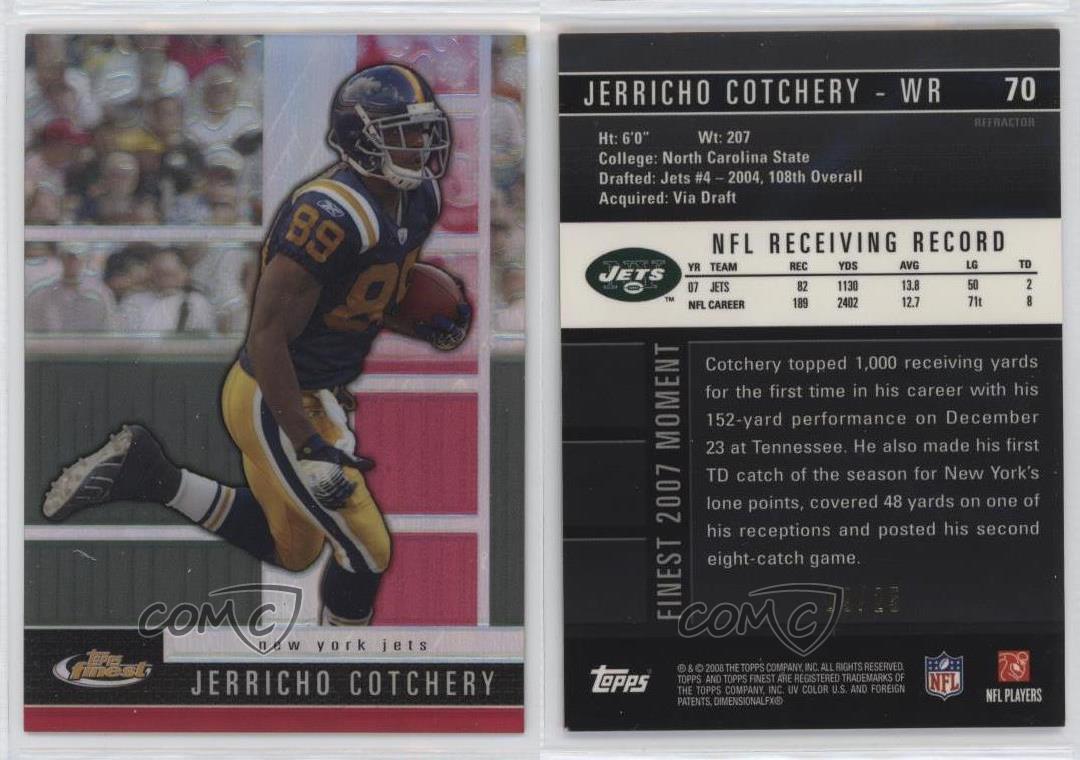 89
89
COMC
new york jets
Topps
finest
JERRICHO COTCHERY
JERRICHO COTCHERY - WR 70
REFRACTOR
Ht: 6'0" Wt: 207
College: North Carolina State
Drafted: Jets #4 – 2004, 108th Overall
Acquired: Via Draft
NFL RECEIVING RECORD
JETS
TM
YR TEAM REC YDS AVG LG TD
07 JETS 82 1130 13.8 50 2
NFL CAREER 189 2402 12.7 71t 8
FINEST 2007 MOMENT
Cotchery topped 1,000 receiving yards
for the first time in his career with his
152-yard performance on December
23 at Tennessee. He also made his first
TD catch of the season for New York's
lone points, covered 48 yards on one of
his receptions and posted his second
eight-catch game.
COMC
Topps
® & © 2008 THE TOPPS COMPANY, INC. ALL RIGHTS RESERVED.
TOPPS AND TOPPS FINEST ARE REGISTERED TRADEMARKS OF
THE TOPPS COMPANY, INC. UV COLOR U.S. AND FOREIGN
PATENTS, DIMENSIONALFX®
NFL
NFL PLAYERS